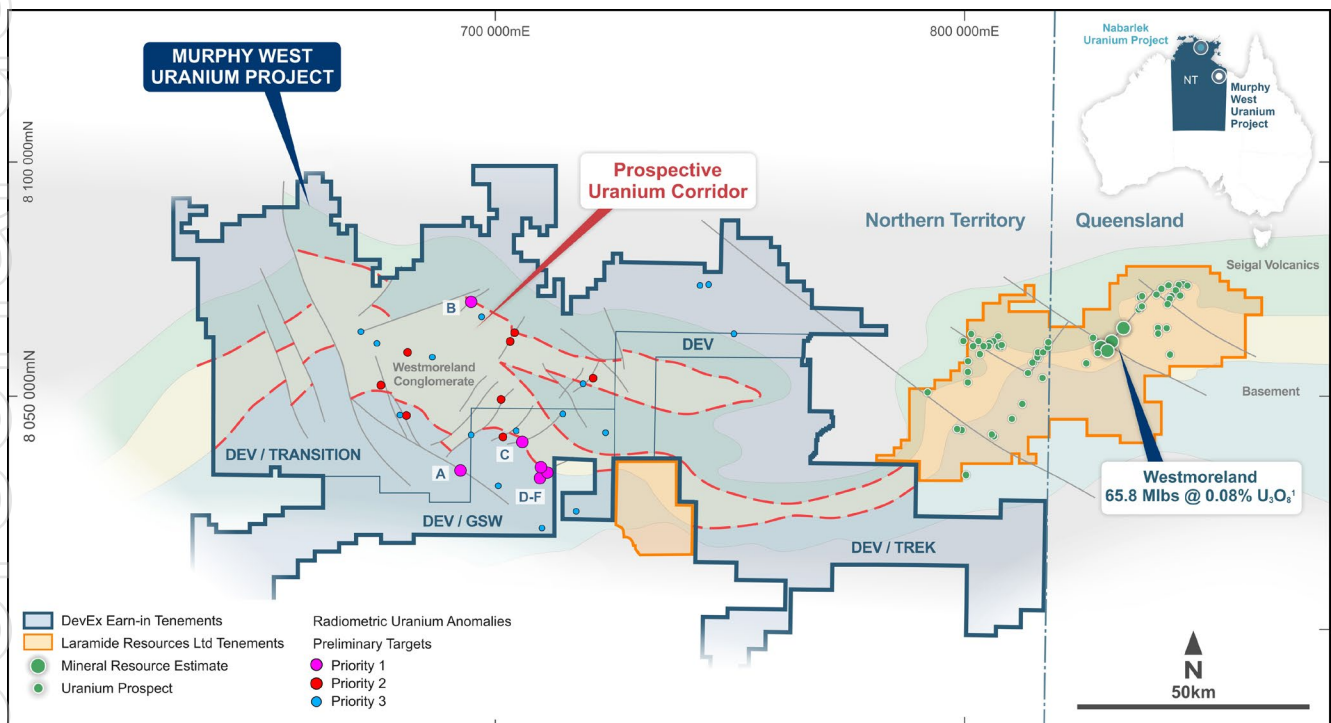 700 000mE
800 000mE
MURPHY WEST
URANIUM PROJECT
Nabarlek
Uranium Project
NT
Murphy
West
Uranium
Project
8 100 000mN
Prospective
Uranium Corridor
Northern Territory
Queensland
Seigal Volcanics
B
DEV
Westmoreland
Conglomerate
8 050 000mN
Basement
DEV / TRANSITION
C
A
D-F
Westmoreland
65.8 Mlbs @ 0.08% U₃O₈¹
DEV / GSW
DEV / TREK
DevEx Earn-in Tenements
Laramide Resources Ltd Tenements
Mineral Resource Estimate
Uranium Prospect
Radiometric Uranium Anomalies
Preliminary Targets
Priority 1
Priority 2
Priority 3
N
50km